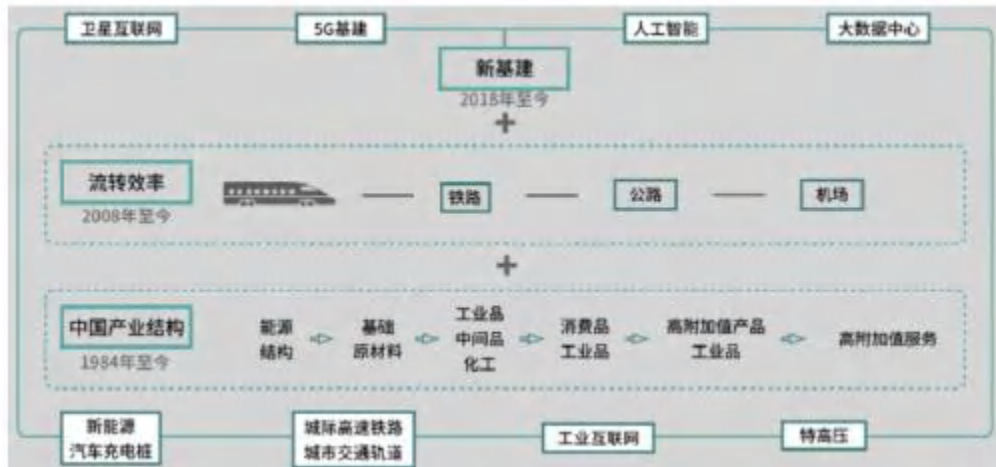 卫星互联网
5G基建
人工智能
大数据中心
新基建
2018年至今
+
流转效率
2008年至今
铁路
公路
机场
+
中国产业结构
1984年至今
能源
结构
基础
原材料
工业品
中间品
化工
消费品
工业品
高附加值产品
工业品
高附加值服务
新能源
汽车充电桩
城际高速铁路
城市交通轨道
工业互联网
特高压